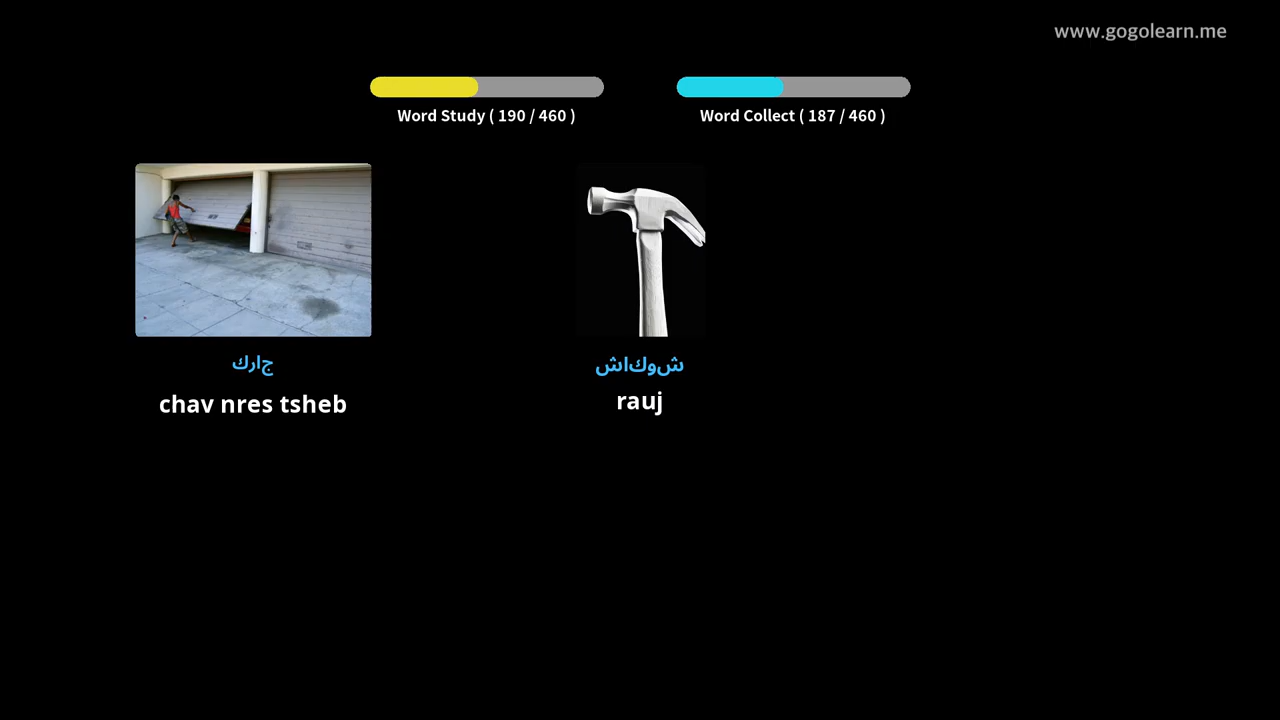 www.gogolearn.me
Word Study ( 190 / 460 )
Word Collect ( 187 / 460 )
جارك
chav nres tsheb
شوكاش
rauj